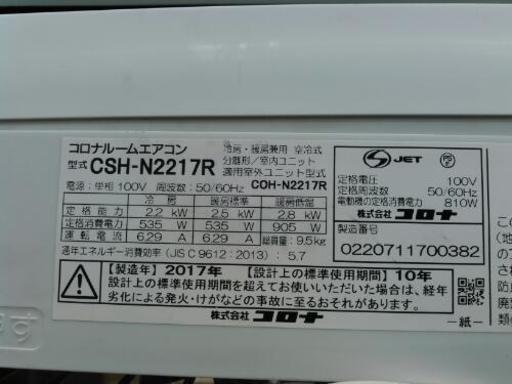 コロナルームエアコン
型式 CSH-N2217R
冷房・暖房兼用 空冷式
分離形/室内ユニット
適用室外ユニット型式
電源:単相100V 周波数:50/60Hz
COH-N2217R
冷房 暖房標準 暖房低温
定格能力 2.2 kW 2.5 kW 2.8 kW
定格消費電力 535 W 535 W 905 W
運転電流 6.29 A 6.29 A 総質量:9.5kg
通年エネルギー消費効率(JIS C 9612:2013):5.7
S JET PS E
定格電圧 100V
定格周波数 50/60Hz
電動機の定格消費電力 810W
株式会社 コロナ
製造番号
0220711700382
【製造年】2017年 【設計上の標準使用期間】10年
設計上の標準使用期間を超えてお使いいただいた場合は、経年
劣化による発火・けがなどの事故に至るおそれがあります。
株式会社 コロナ
-紙-